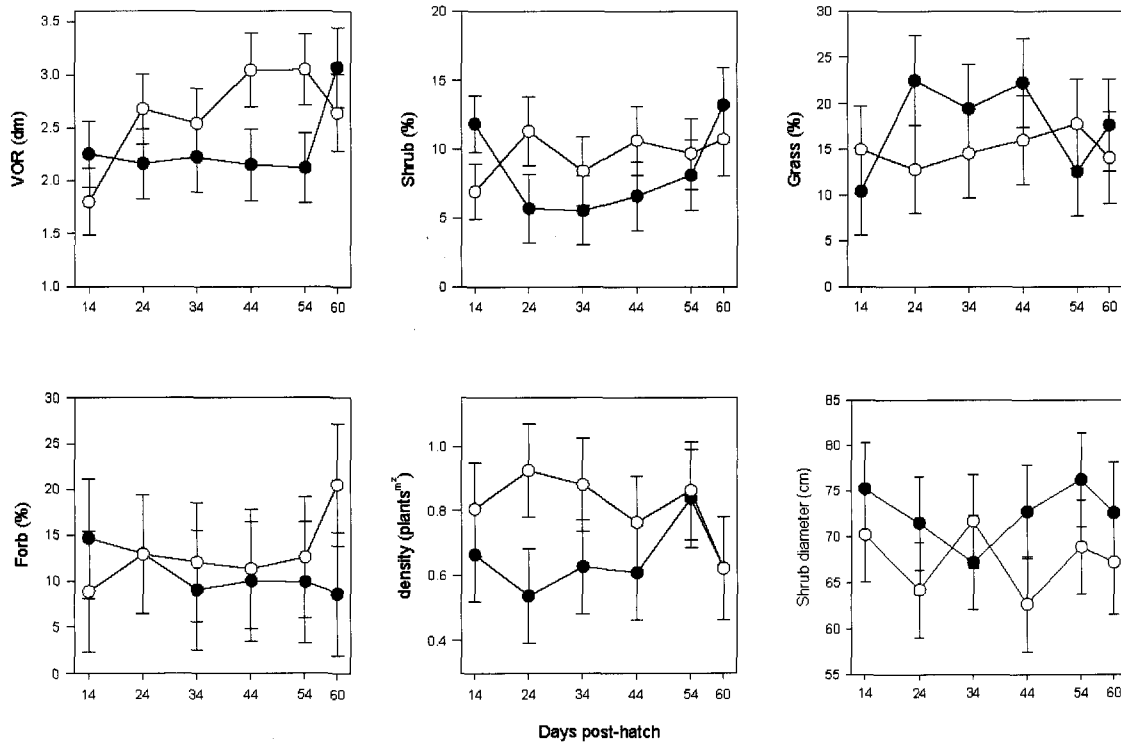 VOR (dm)
3.5
3.0
2.5
2.0
1.5
1.0
14 24 34 44 54 60
Shrub (%)
20
15
10
5
0
14 24 34 44 54 60
Grass (%)
30
25
20
15
10
5
0
14 24 34 44 54 60
Forb (%)
30
25
20
15
10
5
0
14 24 34 44 54 60
density (plants^m²)
1.0
0.8
0.6
0.4
14 24 34 44 54 60
Shrub diameter (cm)
85
80
75
70
65
60
55
14 24 34 44 54 60
Days post-hatch